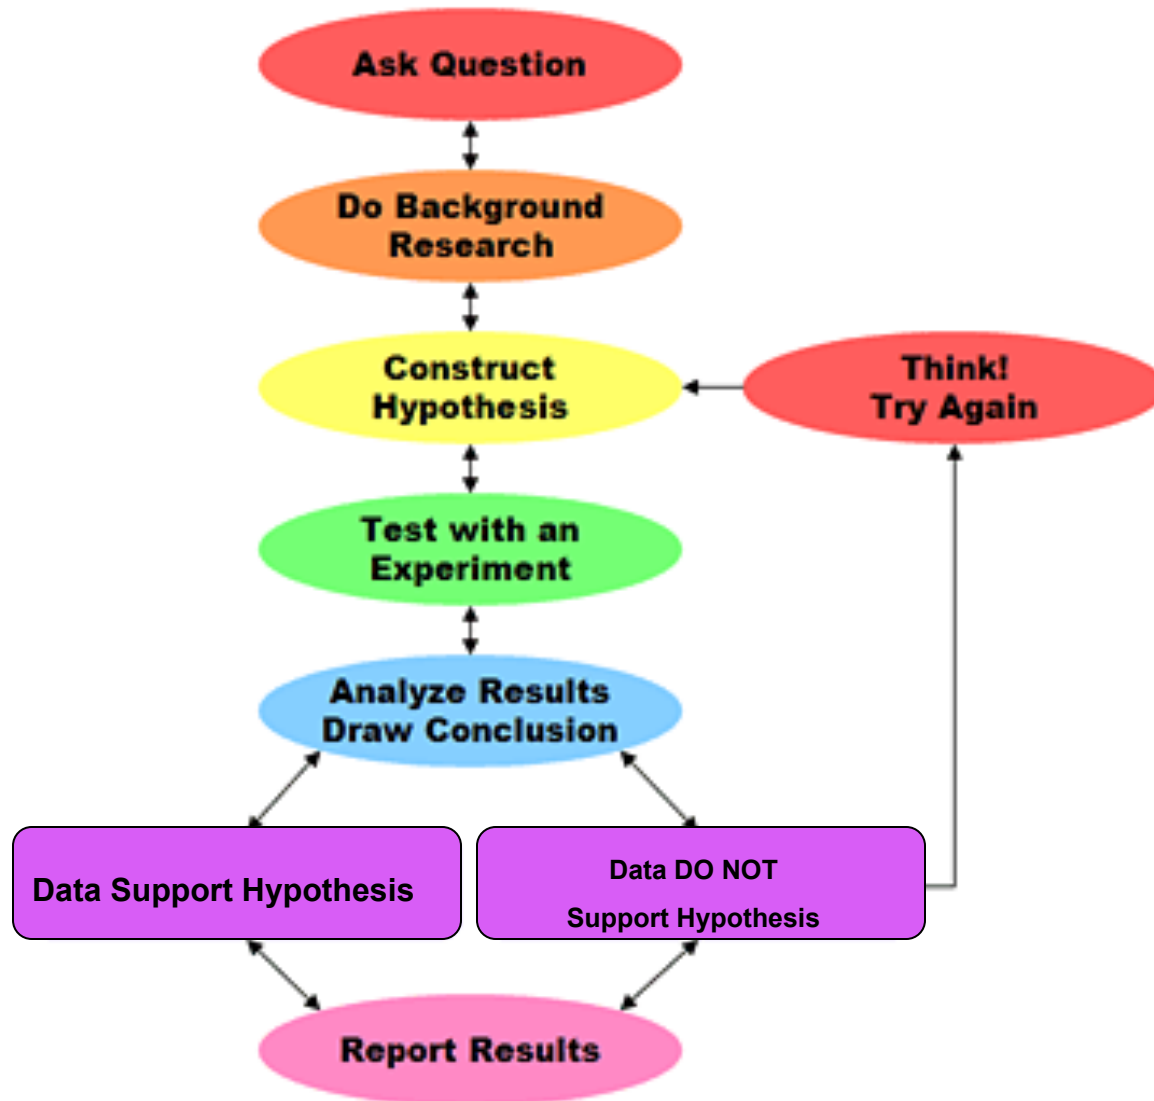 Ask Question
Do Background
Research
Construct
Hypothesis
Think!
Try Again
Test with an
Experiment
Analyze Results
Draw Conclusion
Data Support Hypothesis
Data DO NOT
Support Hypothesis
Report Results